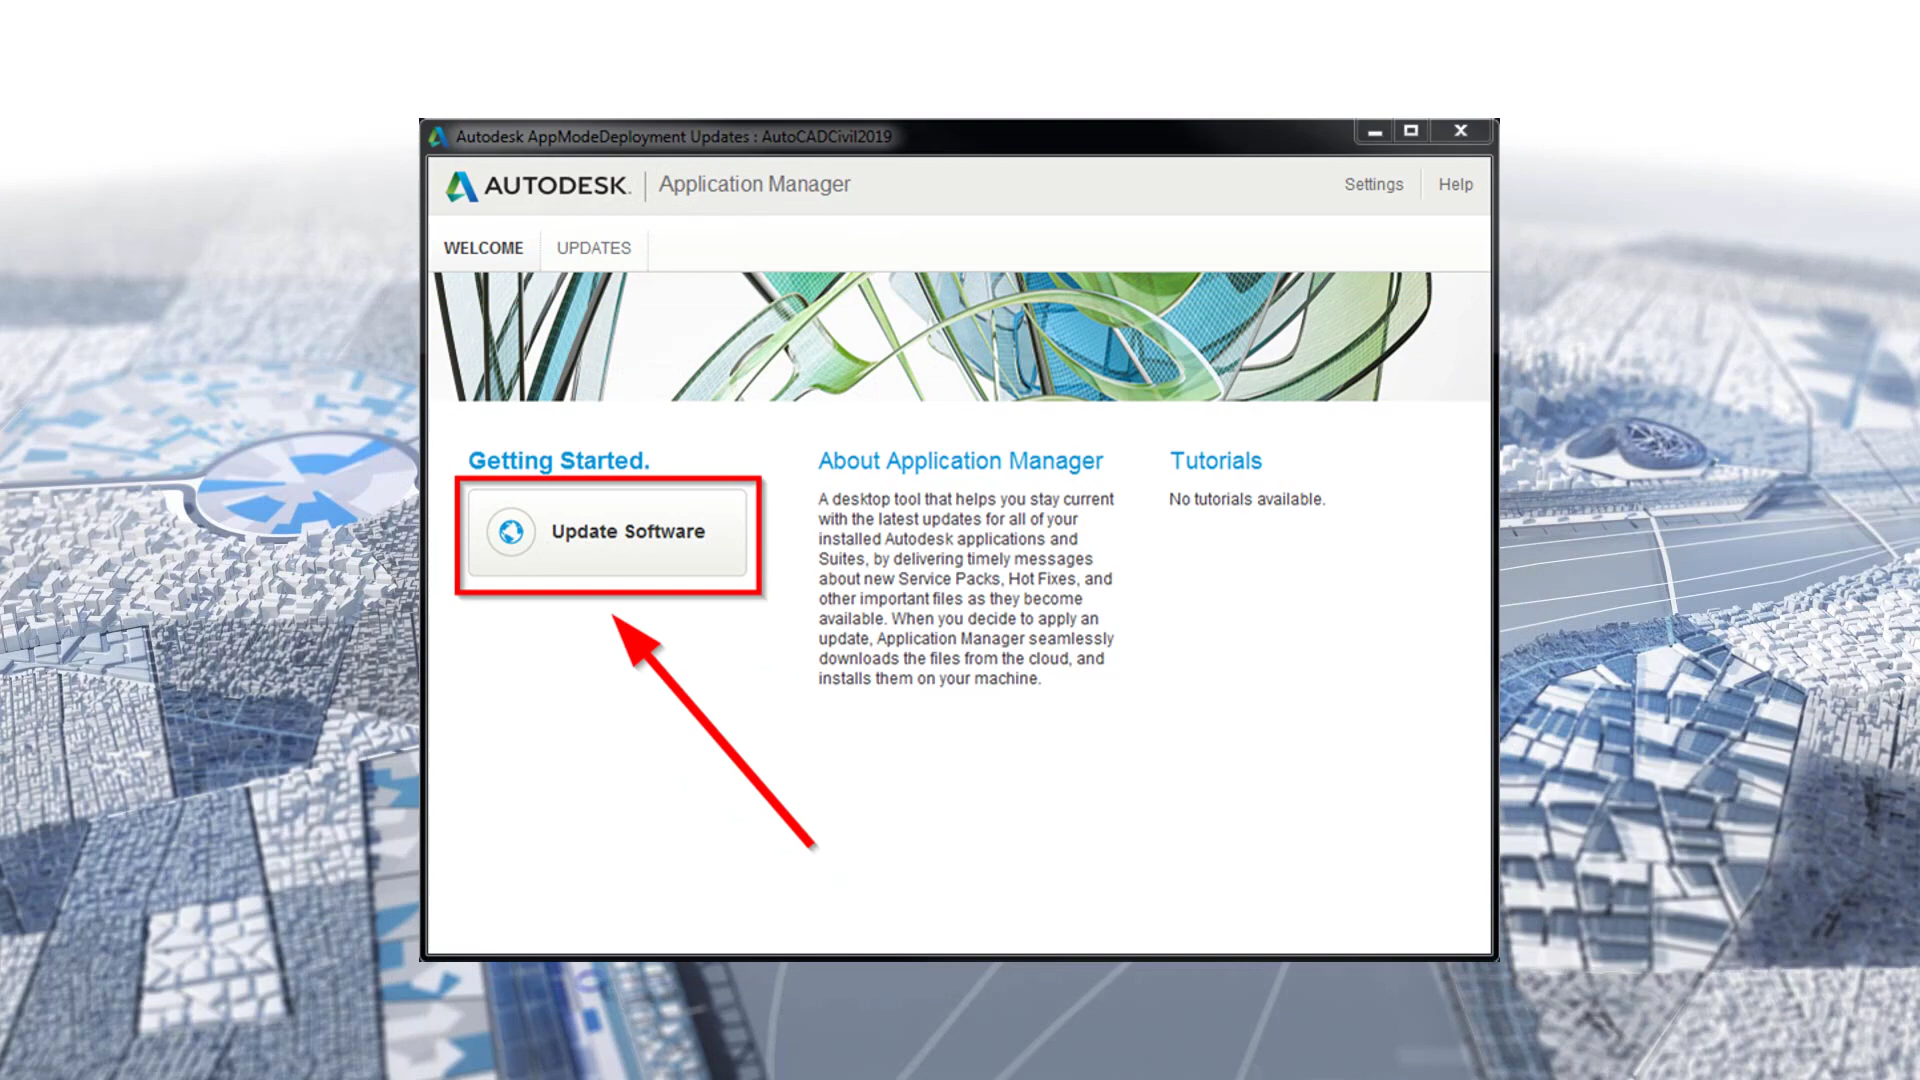 Autodesk AppModeDeployment Updates : AutoCADCivil2019
AUTODESK. Application Manager
Settings
Help
WELCOME
UPDATES
Getting Started.
Update Software
About Application Manager
A desktop tool that helps you stay current
with the latest updates for all of your
installed Autodesk applications and
Suites, by delivering timely messages
about new Service Packs, Hot Fixes, and
other important files as they become
available. When you decide to apply an
update, Application Manager seamlessly
downloads the files from the cloud, and
installs them on your machine.
Tutorials
No tutorials available.